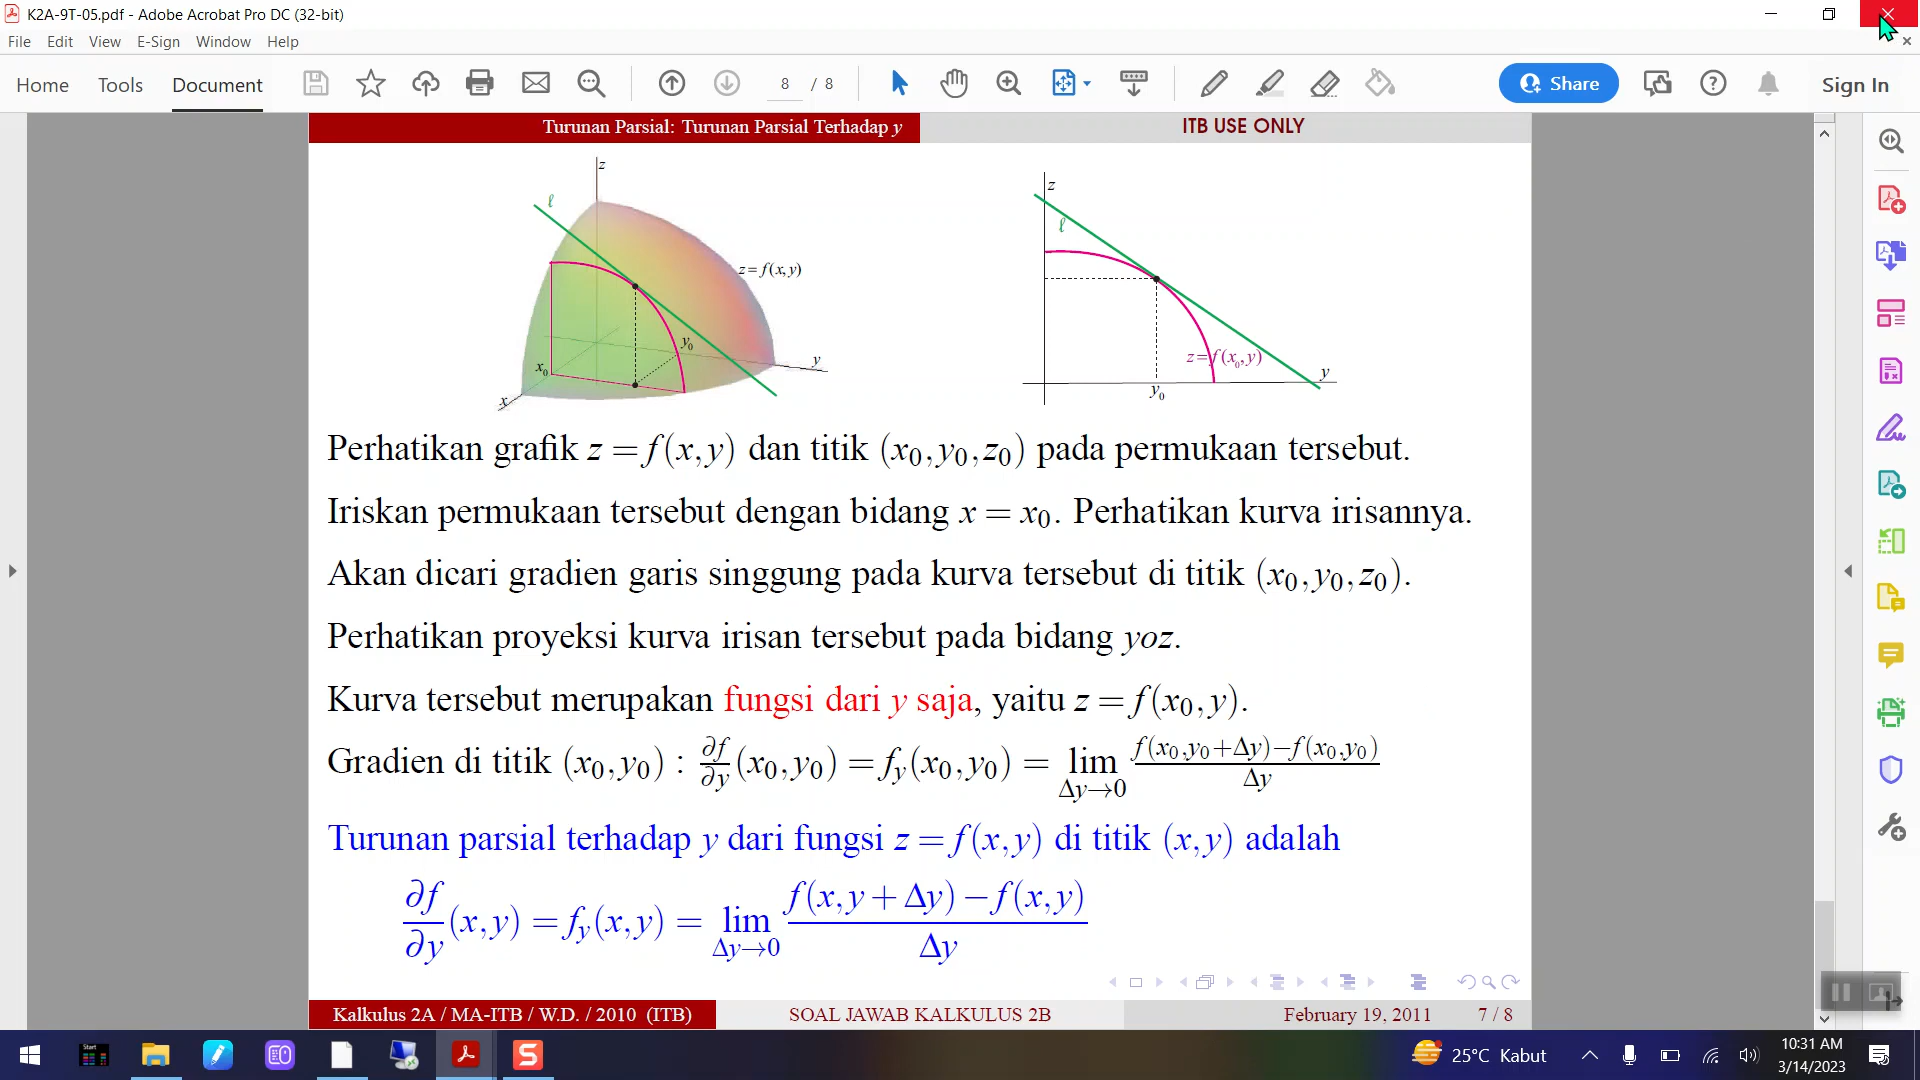 K2A-9T-05.pdf - Adobe Acrobat Pro DC (32-bit)
File Edit View E-Sign Window Help
Home Tools Document 8 / 8 Share Sign In
Turunan Parsial: Turunan Parsial Terhadap y ITB USE ONLY
z
ℓ
z = f(x,y)
y₀
x₀
y
x
z
ℓ
z = f(x₀,y)
y
y₀
Perhatikan grafik z = f(x,y) dan titik (x₀,y₀,z₀) pada permukaan tersebut.
Iriskan permukaan tersebut dengan bidang x = x₀. Perhatikan kurva irisannya.
Akan dicari gradien garis singgung pada kurva tersebut di titik (x₀,y₀,z₀).
Perhatikan proyeksi kurva irisan tersebut pada bidang yoz.
Kurva tersebut merupakan fungsi dari y saja, yaitu z = f(x₀,y).
Gradien di titik (x₀,y₀) : ∂f/∂y (x₀,y₀) = f_y(x₀,y₀) = lim Δy→0 f(x₀,y₀+Δy)−f(x₀,y₀) / Δy
Turunan parsial terhadap y dari fungsi z = f(x,y) di titik (x,y) adalah
∂f/∂y (x,y) = f_y(x,y) = lim Δy→0 f(x,y+Δy) − f(x,y) / Δy
Kalkulus 2A / MA-ITB / W.D. / 2010 (ITB) SOAL JAWAB KALKULUS 2B February 19, 2011 7 / 8
Start
25°C Kabut
10:31 AM
3/14/2023